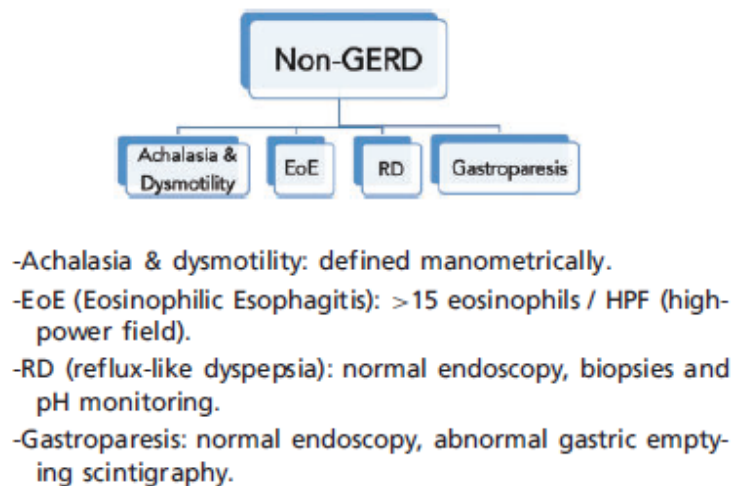 Non-GERD
Achalasia &
Dysmotility
EoE
RD
Gastroparesis
-Achalasia & dysmotility: defined manometrically.
-EoE (Eosinophilic Esophagitis): >15 eosinophils / HPF (high-
power field).
-RD (reflux-like dyspepsia): normal endoscopy, biopsies and
pH monitoring.
-Gastroparesis: normal endoscopy, abnormal gastric empty-
ing scintigraphy.